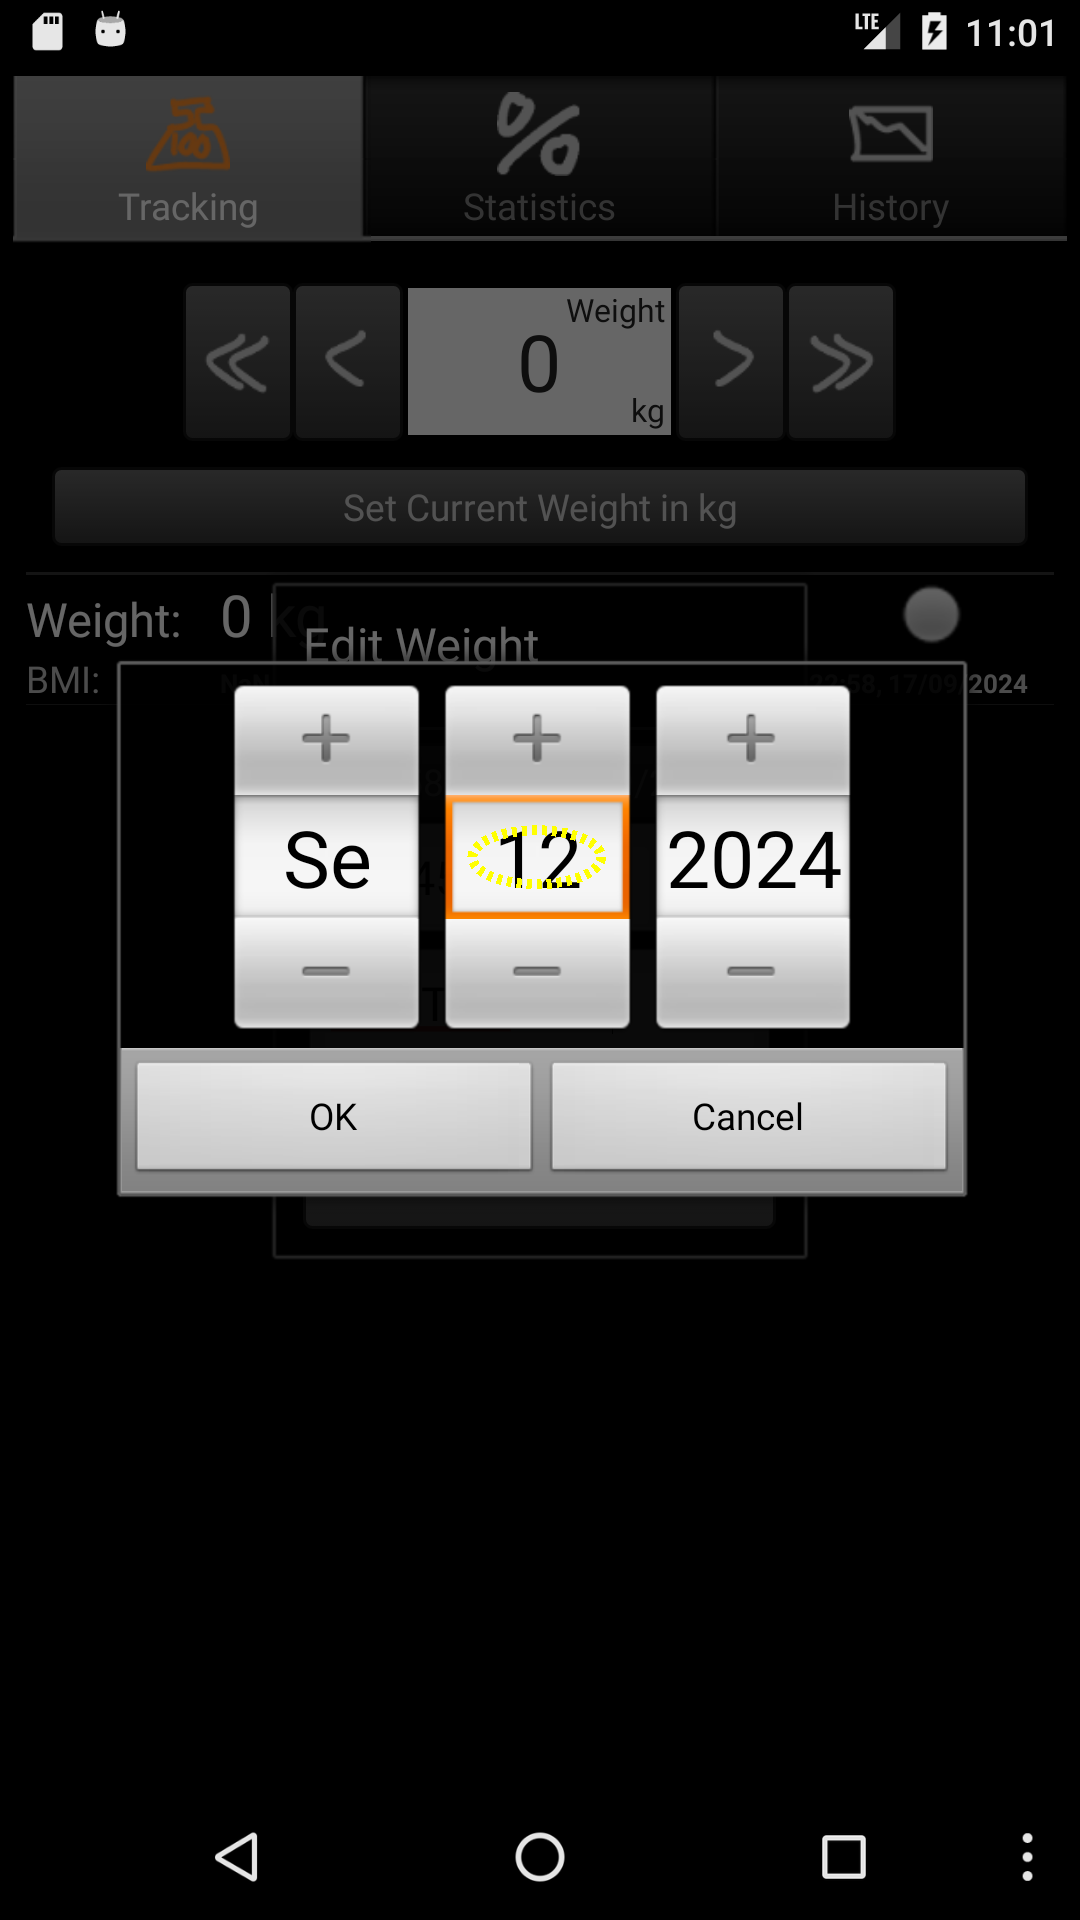 LTE 11:01
Tracking Statistics History
Weight
0
kg
Set Current Weight in kg
Weight: 0 kg
Edit Weight
BMI: NaN 22:58, 17/09/2024
+ + +
Se 12 2024
− − −
OK Cancel